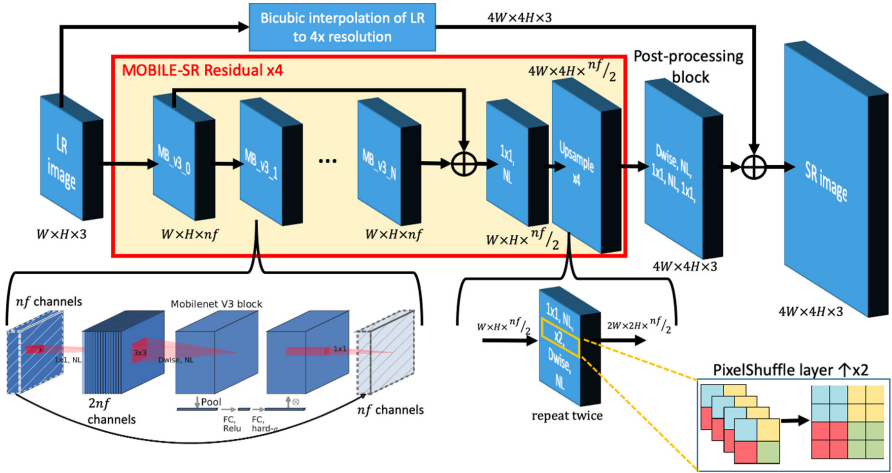 Bicubic interpolation of LR
to 4x resolution
4W×4H×3
MOBILE-SR Residual x4
4W×4H× nf/2
Post-processing
block
LR
image
MB_v3_0
MB_v3_1
...
MB_v3_N
1x1,
NL
Upsample
x4
Dwise, NL,
1x1, NL, 1x1,
SR image
W×H×3
W×H×nf
W×H×nf
W×H× nf/2
4W×4H×3
4W×4H×3
nf channels
Mobilenet V3 block
1x1, NL
3x3
Dwise, NL
1x1
2nf
channels
Pool
FC,
Relu
FC,
hard-σ
nf channels
W×H× nf/2
1x1, NL,
x2,
Dwise,
NL
2W×2H× nf/2
repeat twice
PixelShuffle layer ↑x2